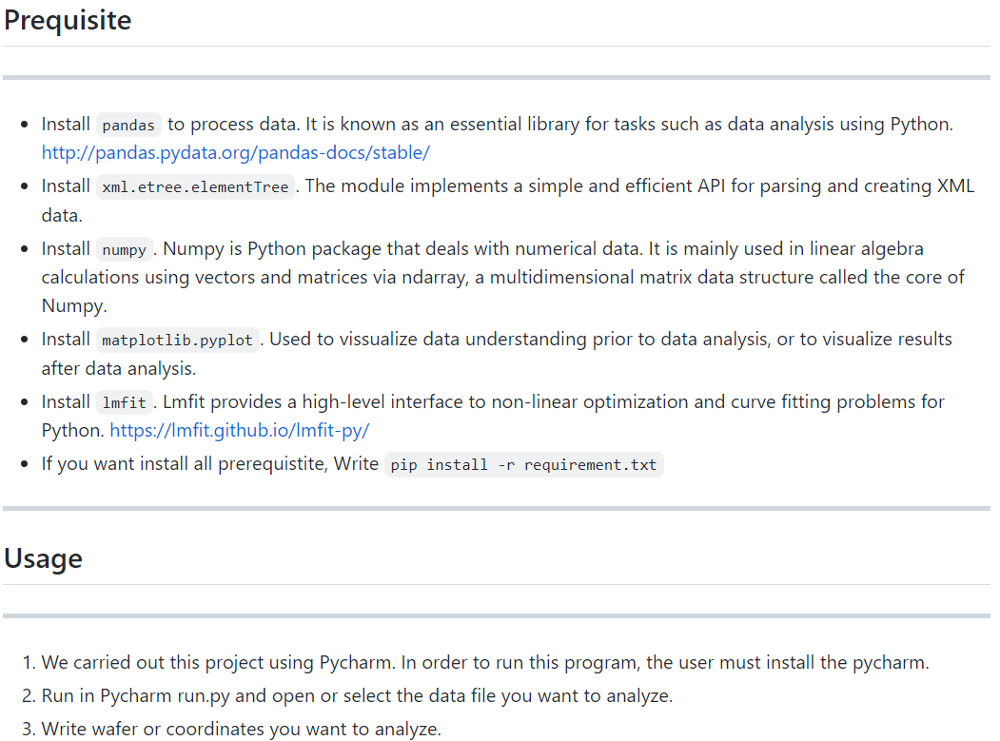 Prequisite
Install pandas to process data. It is known as an essential library for tasks such as data analysis using Python.
http://pandas.pydata.org/pandas-docs/stable/
Install xml.etree.elementTree. The module implements a simple and efficient API for parsing and creating XML
data.
Install numpy. Numpy is Python package that deals with numerical data. It is mainly used in linear algebra
calculations using vectors and matrices via ndarray, a multidimensional matrix data structure called the core of
Numpy.
Install matplotlib.pyplot. Used to vissualize data understanding prior to data analysis, or to visualize results
after data analysis.
Install lmfit. Lmfit provides a high-level interface to non-linear optimization and curve fitting problems for
Python. https://lmfit.github.io/lmfit-py/
If you want install all prerequistite, Write pip install -r requirement.txt
Usage
1. We carried out this project using Pycharm. In order to run this program, the user must install the pycharm.
2. Run in Pycharm run.py and open or select the data file you want to analyze.
3. Write wafer or coordinates you want to analyze.